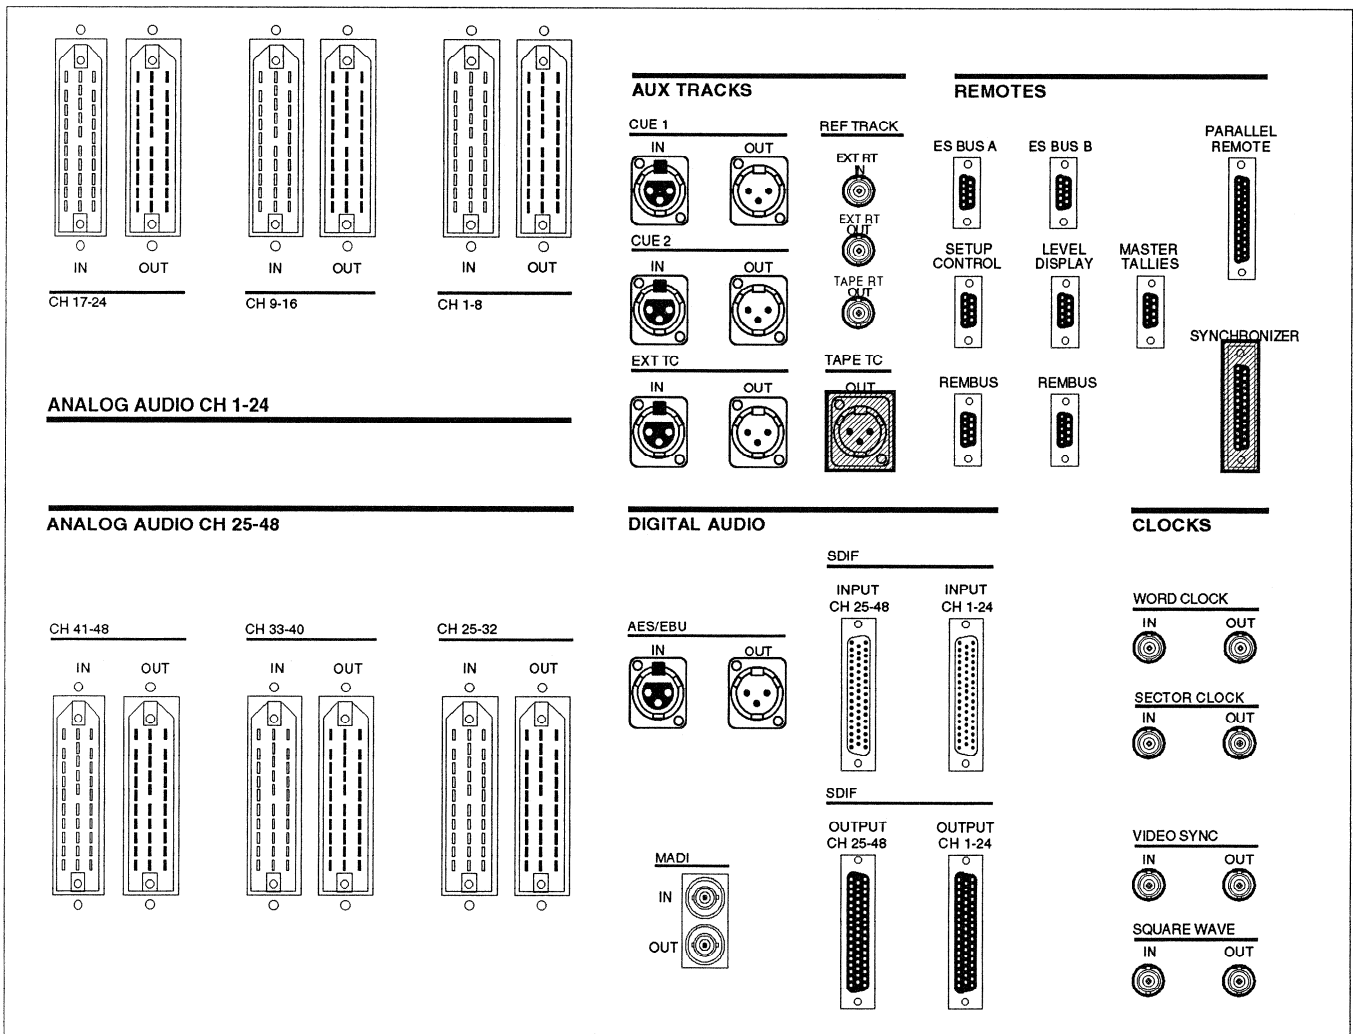 IN OUT
CH 17-24
IN OUT
CH 9-16
IN OUT
CH 1-8
ANALOG AUDIO CH 1-24
AUX TRACKS
CUE 1
IN OUT
CUE 2
IN OUT
EXT TC
IN OUT
REF TRACK
EXT RT
IN
EXT RT
OUT
TAPE RT
OUT
TAPE TC
OUT
REMOTES
ES BUS A
ES BUS B
PARALLEL
REMOTE
SETUP
CONTROL
LEVEL
DISPLAY
MASTER
TALLIES
SYNCHRONIZER
REMBUS
REMBUS
ANALOG AUDIO CH 25-48
CH 41-48
IN OUT
CH 33-40
IN OUT
CH 25-32
IN OUT
DIGITAL AUDIO
SDIF
INPUT
CH 25-48
INPUT
CH 1-24
AES/EBU
IN OUT
SDIF
OUTPUT
CH 25-48
OUTPUT
CH 1-24
MADI
IN
OUT
CLOCKS
WORD CLOCK
IN OUT
SECTOR CLOCK
IN OUT
VIDEO SYNC
IN OUT
SQUARE WAVE
IN OUT